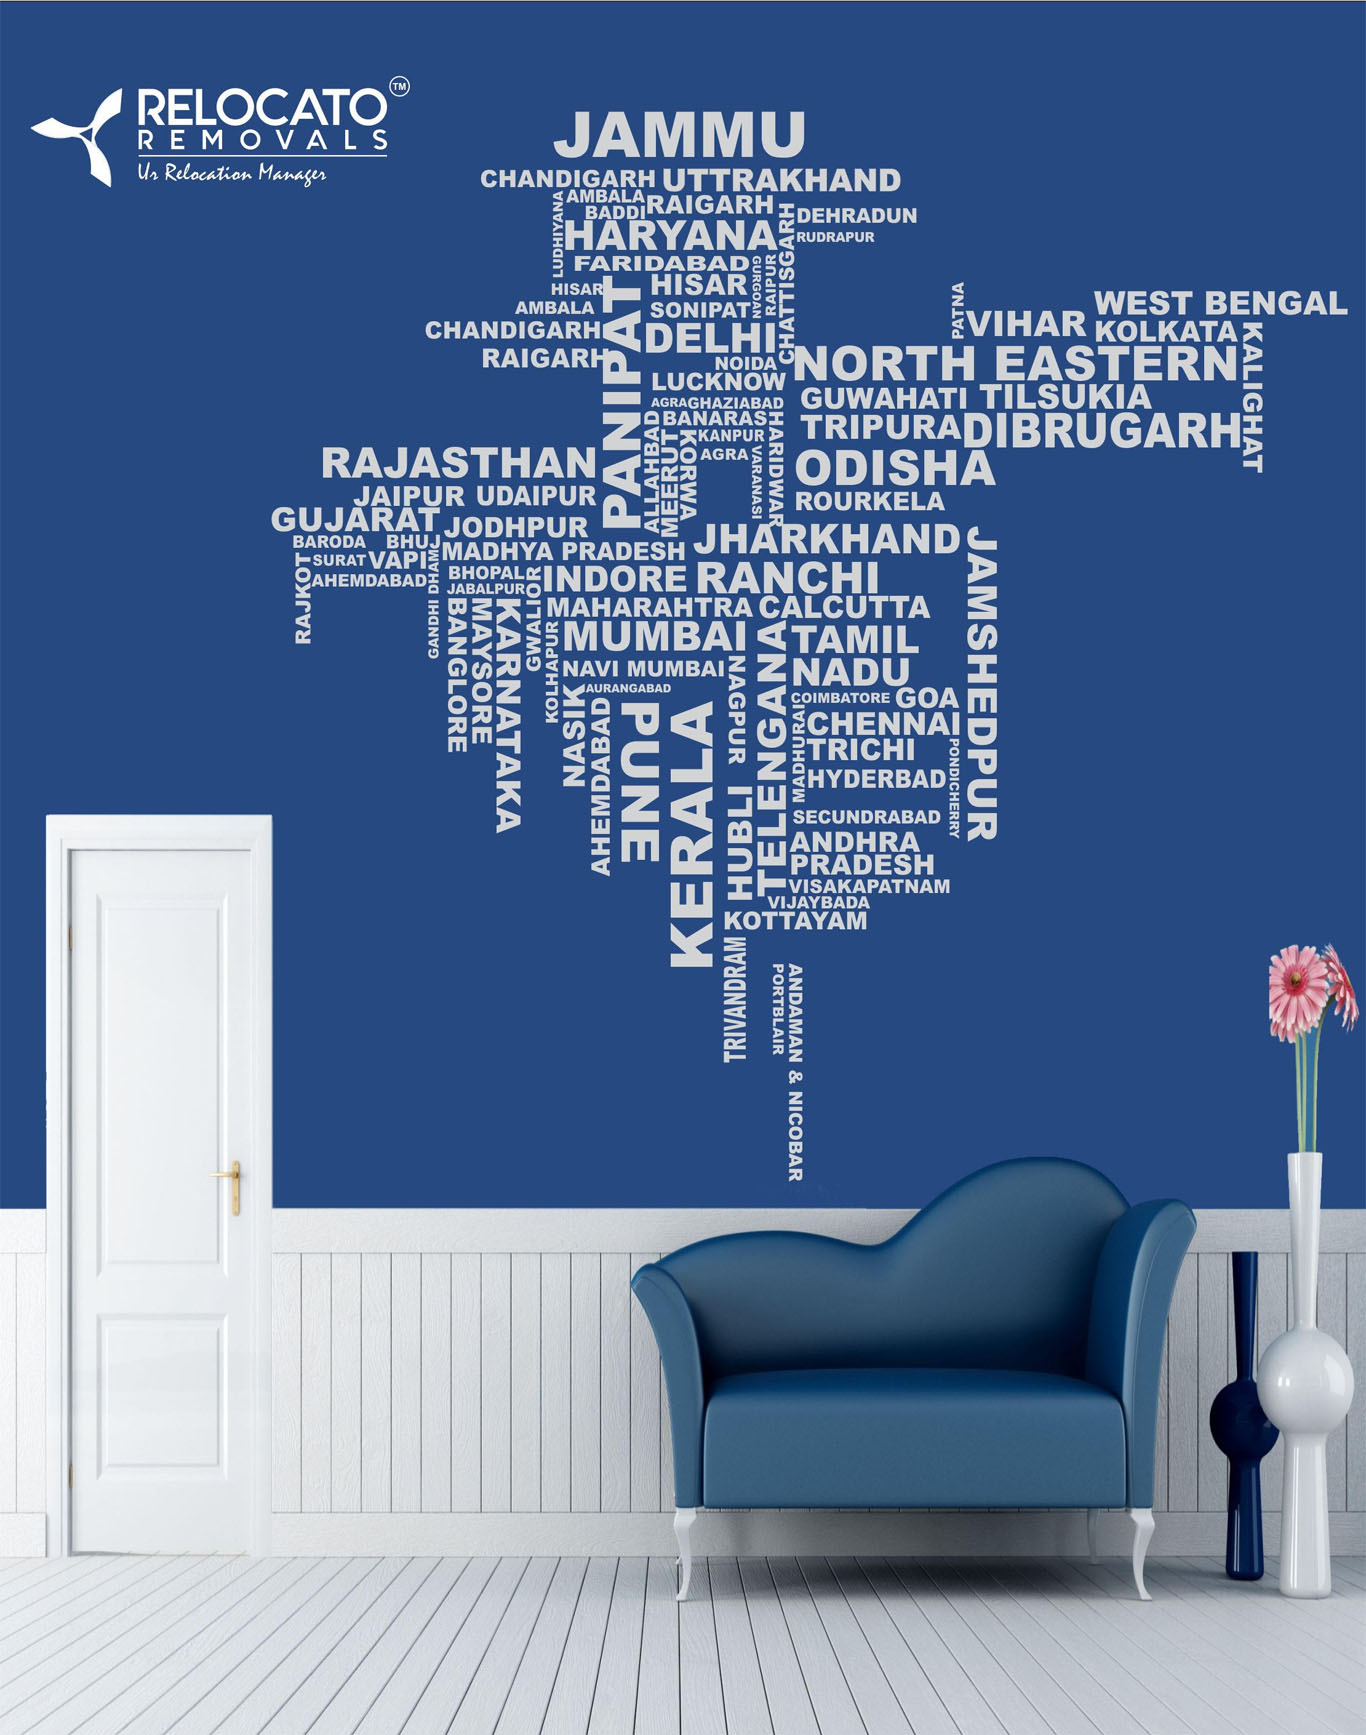 RELOCATO TM
REMOVALS
Ur Relocation Manager
JAMMU
CHANDIGARH UTTRAKHAND
AMBALA RAIGARH
BADDI
LUDHIYANA
HARYANA
CHATTISGARH
DEHRADUN
RUDRAPUR
FARIDABAD
GURGOAN
RAIPUR
HISAR
PANIPAT
HISAR
AMBALA
SONIPAT
CHANDIGARH
DELHI
RAIGARH
NOIDA
LUCKNOW
PATNA
VIHAR
WEST BENGAL
KOLKATA
KALIGHAT
NORTH EASTERN
GUWAHATI TILSUKIA
TRIPURA DIBRUGARH
AGRA GHAZIABAD
BANARAS
HARIDWAR
ALLAHBAD
MEERUT
KORWA
KANPUR
AGRA
VARANASI
ODISHA
ROURKELA
RAJASTHAN
JAIPUR UDAIPUR
GUJARAT JODHPUR
BARODA BHUJ
MADHYA PRADESH
JHARKHAND
JAMSHEDPUR
RAJKOT
SURAT VAPI
AHEMDABAD
GANDHI DHAM
BHOPAL
JABALPUR
GWALIOR
INDORE RANCHI
MAHARAHTRA CALCUTTA
BANGLORE
MAYSORE
KARNATAKA
KOLHAPUR
MUMBAI
TELENGANA
TAMIL
NADU
NAVI MUMBAI
NAGPUR
AURANGABAD
NASIK
AHEMDABAD
PUNE
KERALA
COIMBATORE GOA
MADHURAI
CHENNAI
TRICHI
PONDICHERRY
HYDERBAD
HUBLI
SECUNDRABAD
ANDHRA
PRADESH
VISAKAPATNAM
VIJAYBADA
KOTTAYAM
TRIVANDRAM
PORTBLAIR
ANDAMAN & NICOBAR